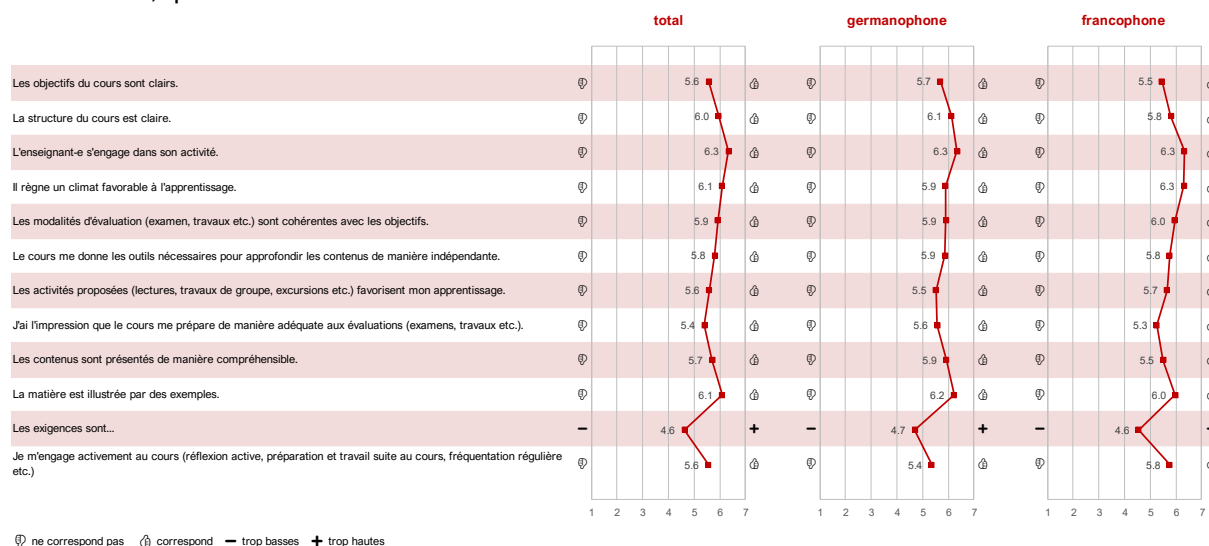 total germanophone francophone
Les objectifs du cours sont clairs. 5.6 5.7 5.5
La structure du cours est claire. 6.0 6.1 5.8
L'enseignant-e s'engage dans son activité. 6.3 6.3 6.3
Il règne un climat favorable à l'apprentissage. 6.1 5.9 6.3
Les modalités d'évaluation (examen, travaux etc.) sont cohérentes avec les objectifs. 5.9 5.9 6.0
Le cours me donne les outils nécessaires pour approfondir les contenus de manière indépendante. 5.8 5.9 5.8
Les activités proposées (lectures, travaux de groupe, excursions etc.) favorisent mon apprentissage. 5.6 5.5 5.7
J'ai l'impression que le cours me prépare de manière adéquate aux évaluations (examens, travaux etc.). 5.4 5.6 5.3
Les contenus sont présentés de manière compréhensible. 5.7 5.9 5.5
La matière est illustrée par des exemples. 6.1 6.2 6.0
Les exigences sont... − 4.6 + − 4.7 + − 4.6
Je m'engage activement au cours (réflexion active, préparation et travail suite au cours, fréquentation régulière
etc.) 5.6 5.4 5.8
1 2 3 4 5 6 7 1 2 3 4 5 6 7 1 2 3 4 5 6 7
ne correspond pas correspond − trop basses + trop hautes